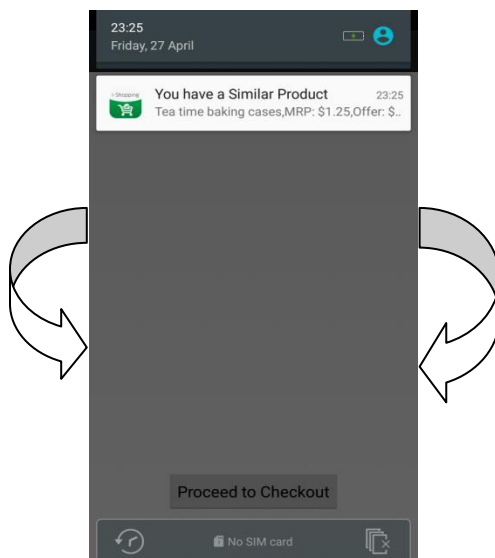 23:25
Friday, 27 April
i-Shopping
You have a Similar Product 23:25
Tea time baking cases,MRP: $1.25,Offer: $..
Proceed to Checkout
No SIM card